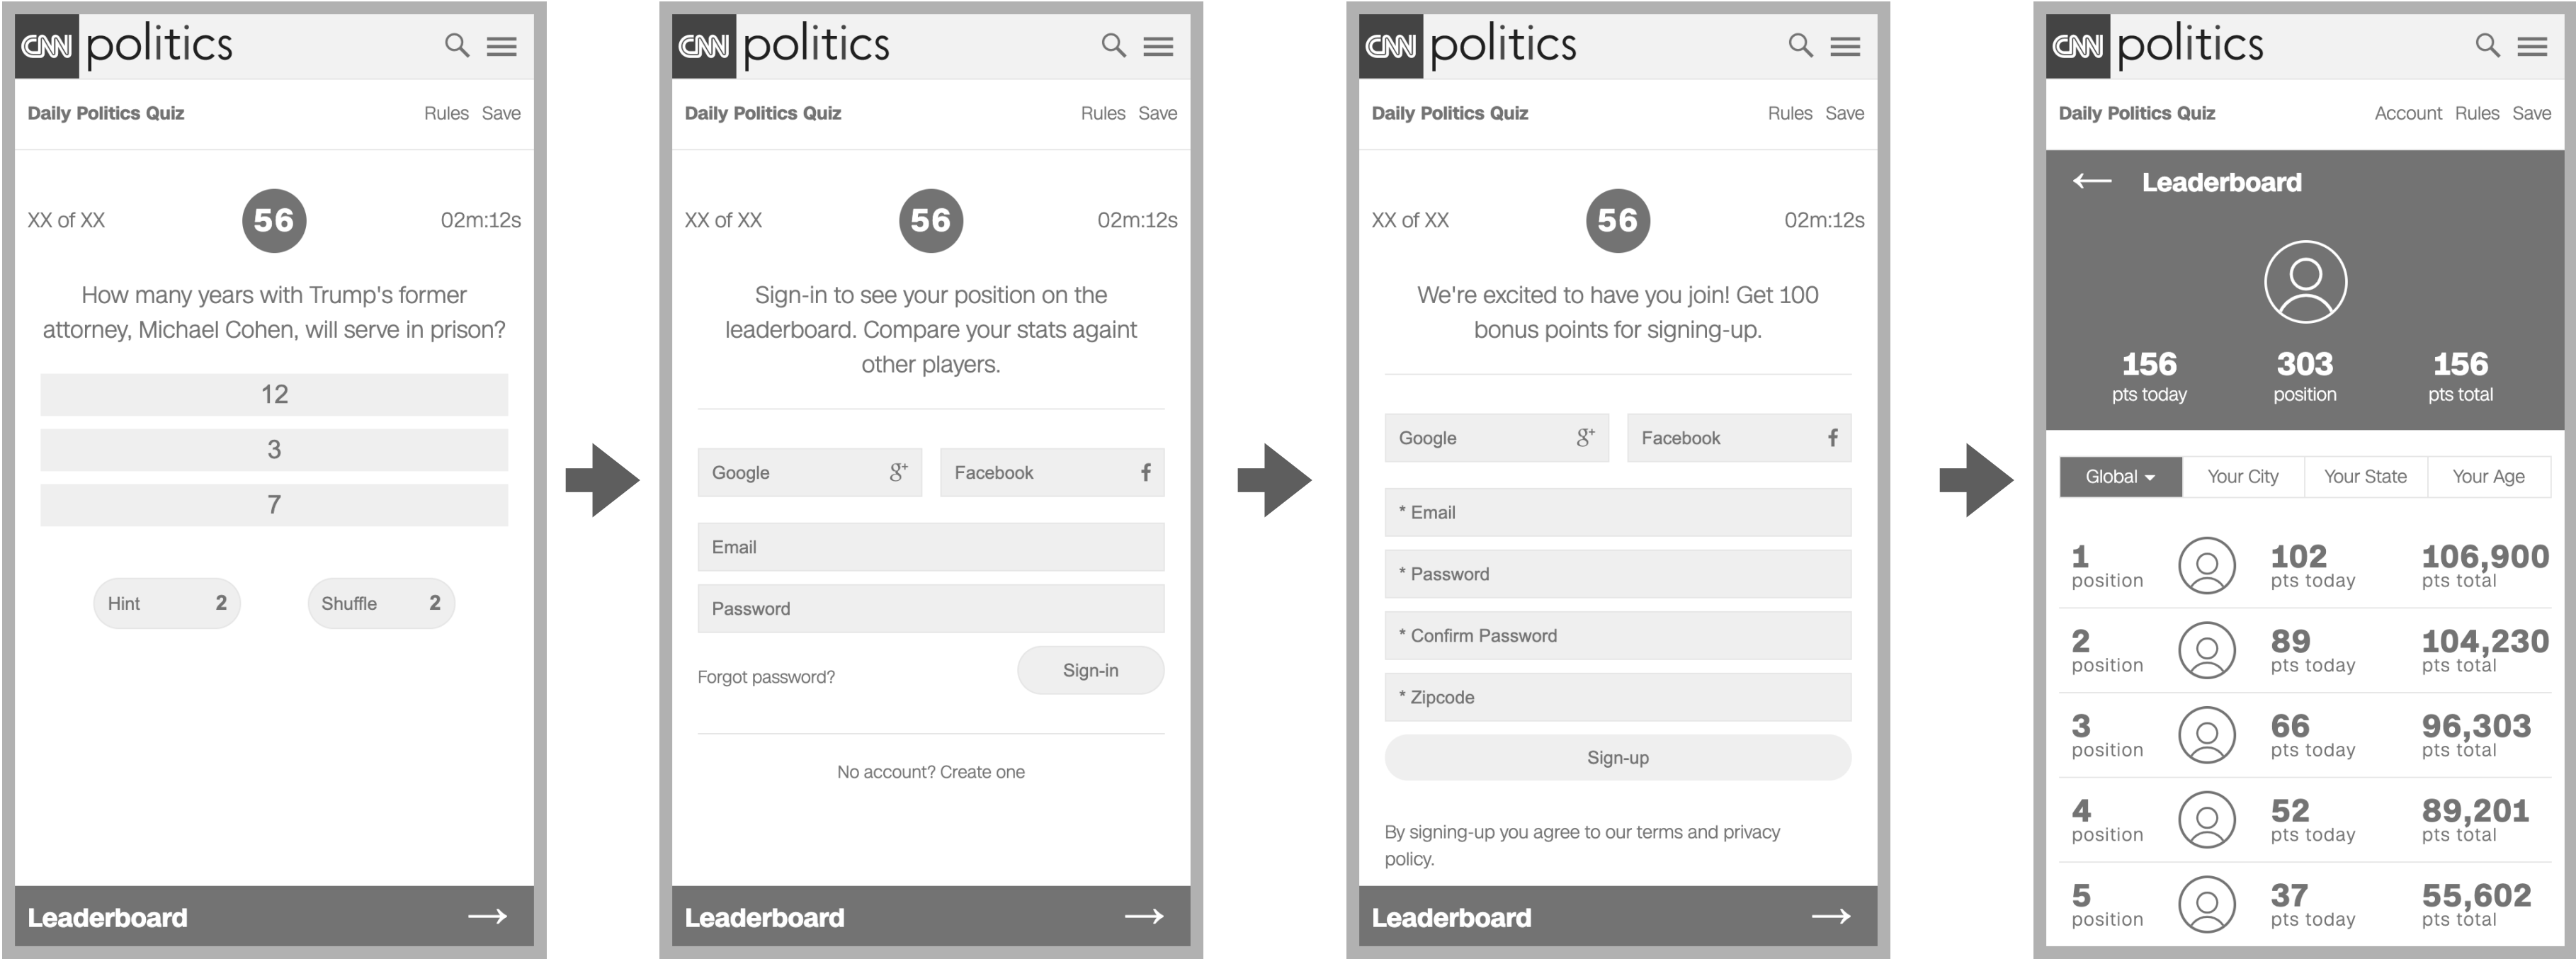 CNN politics
Daily Politics Quiz Rules Save
XX of XX 56 02m:12s
How many years with Trump's former
attorney, Michael Cohen, will serve in prison?
12
3
7
Hint 2 Shuffle 2
Leaderboard
CNN politics
Daily Politics Quiz Rules Save
XX of XX 56 02m:12s
Sign-in to see your position on the
leaderboard. Compare your stats againt
other players.
Google g+ Facebook f
Email
Password
Forgot password? Sign-in
No account? Create one
Leaderboard
CNN politics
Daily Politics Quiz Rules Save
XX of XX 56 02m:12s
We're excited to have you join! Get 100
bonus points for signing-up.
Google g+ Facebook f
* Email
* Password
* Confirm Password
* Zipcode
Sign-up
By signing-up you agree to our terms and privacy
policy.
Leaderboard
CNN politics
Daily Politics Quiz Account Rules Save
Leaderboard
156 303 156
pts today position pts total
Global Your City Your State Your Age
1 102 106,900
position pts today pts total
2 89 104,230
position pts today pts total
3 66 96,303
position pts today pts total
4 52 89,201
position pts today pts total
5 37 55,602
position pts today pts total